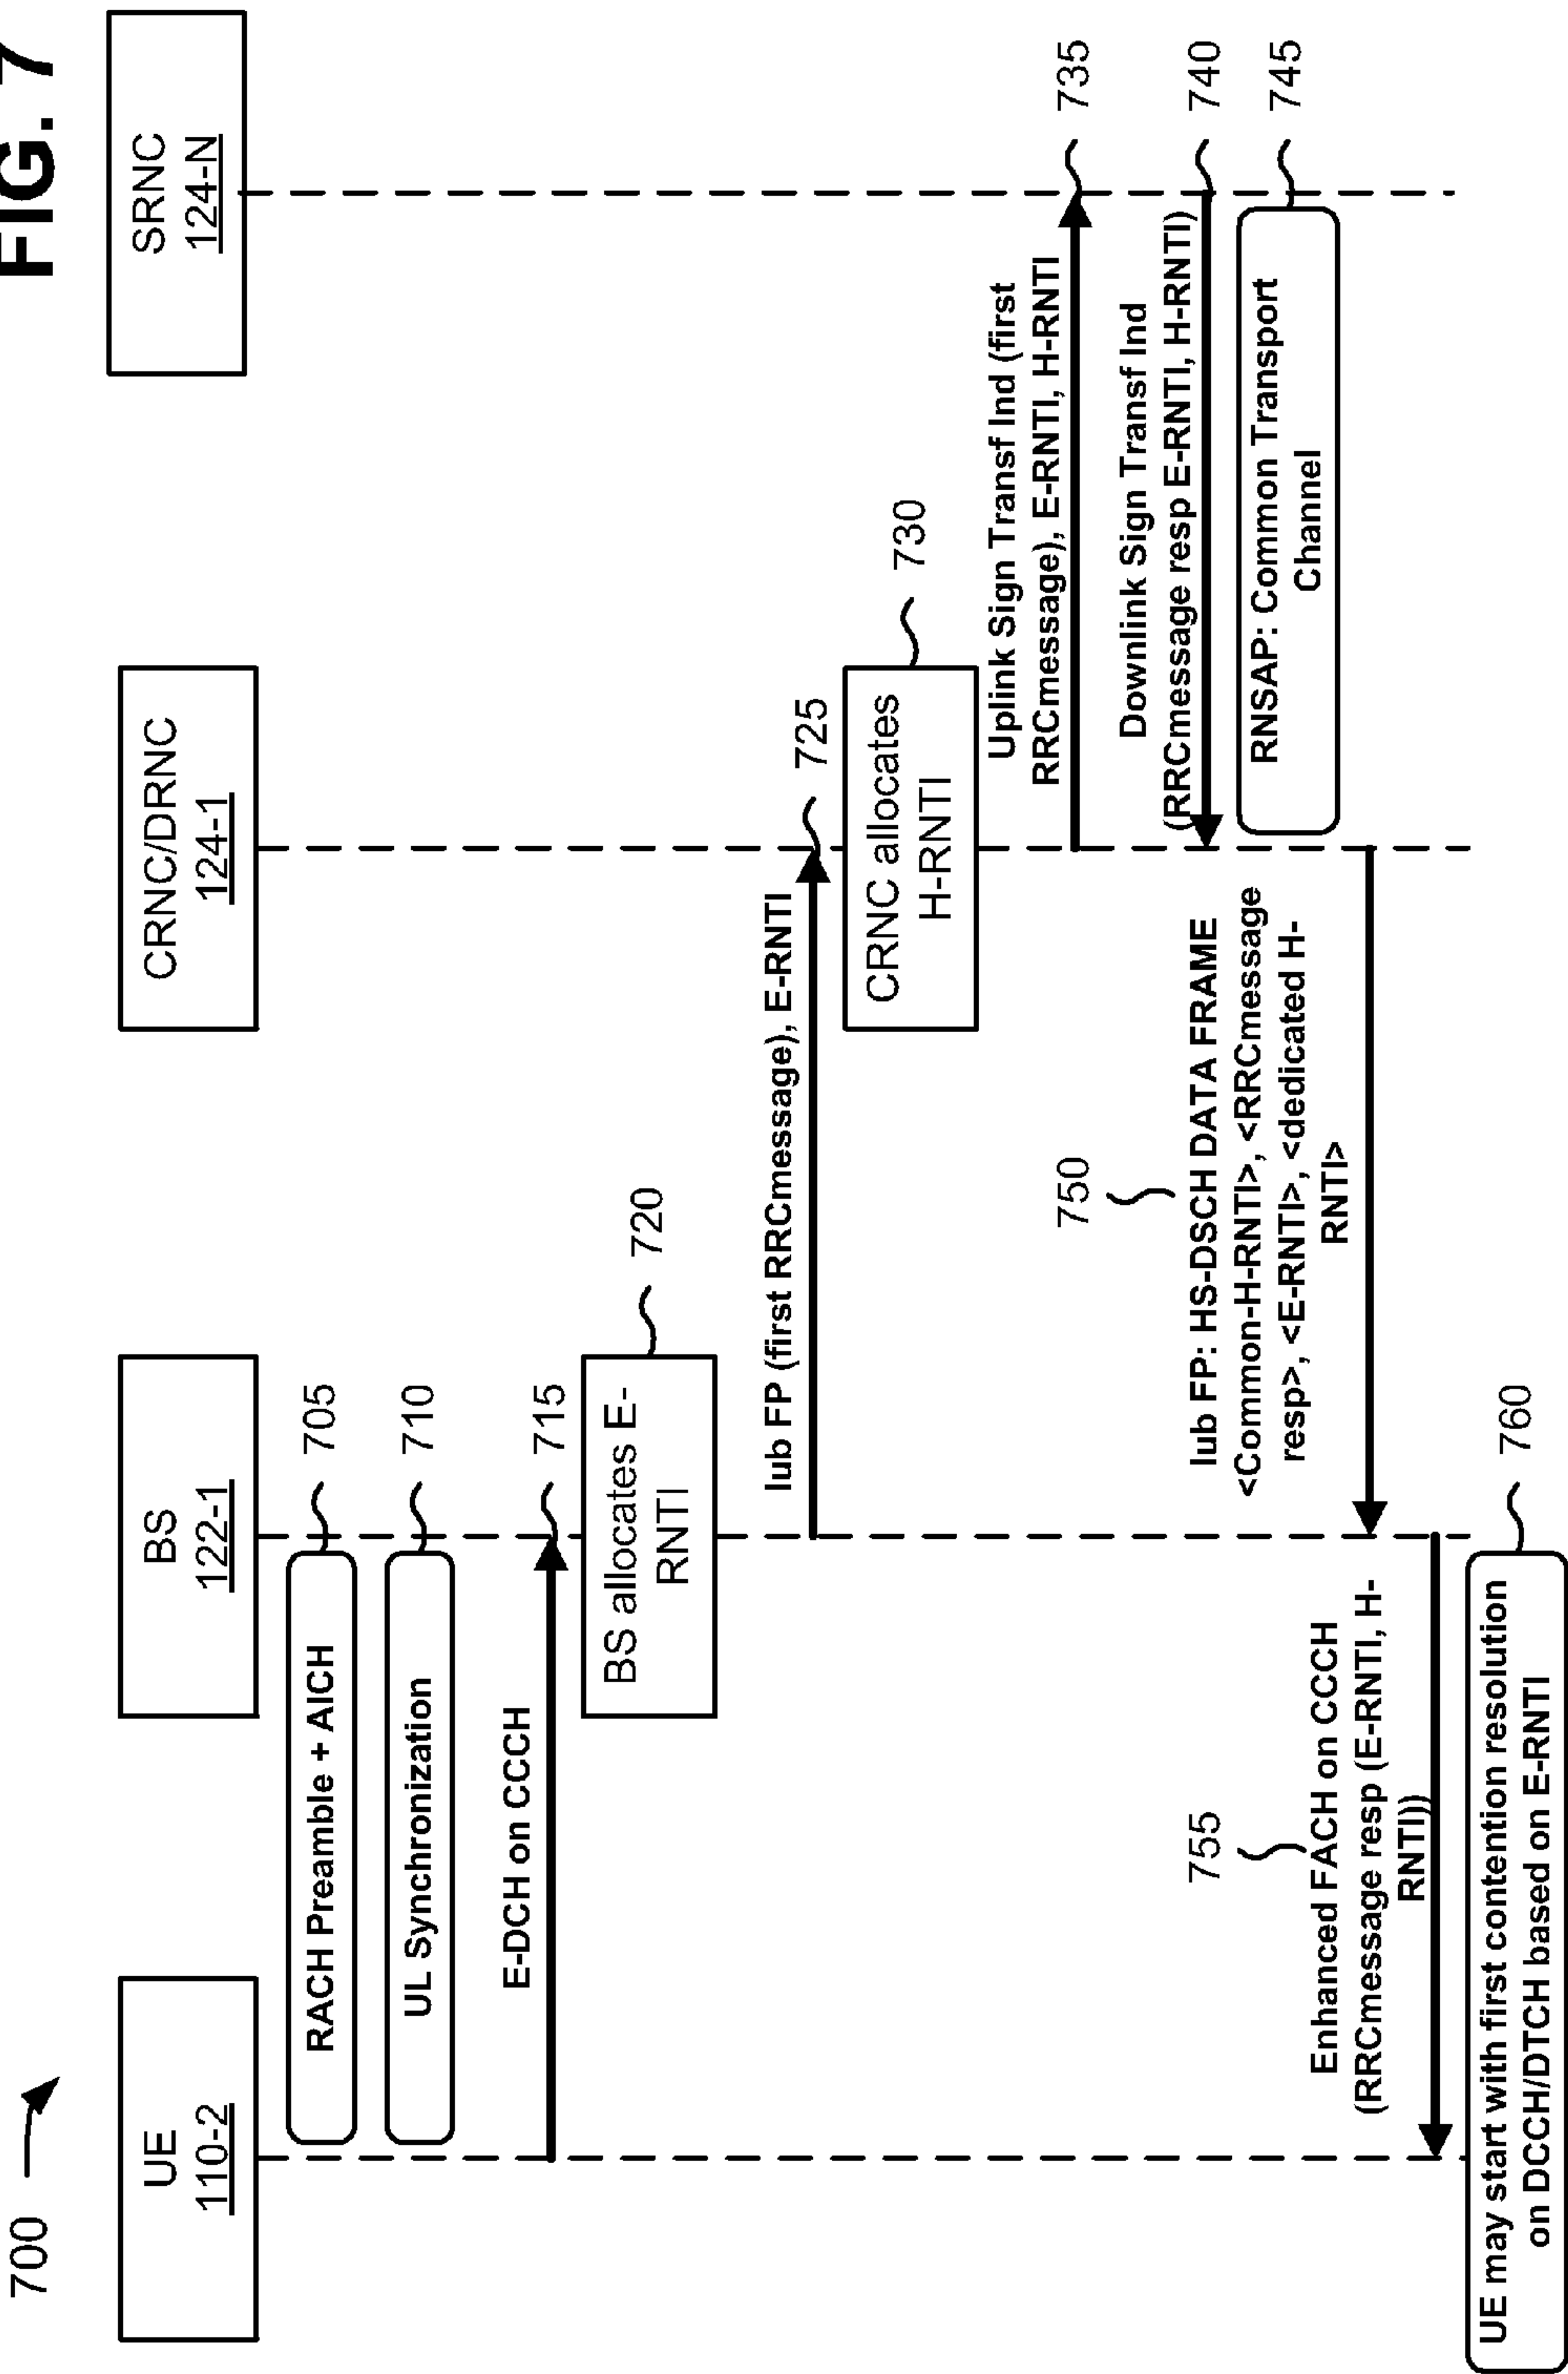 FIG. 7
700
UE
110-2
BS
122-1
CRNC/DRNC
124-1
SRNC
124-N
RACH Preamble + AICH
705
UL Synchronization
710
E-DCH on CCCH
715
BS allocates E-
RNTI
720
Iub FP (first RRCmessage), E-RNTI
725
CRNC allocates
H-RNTI
730
Uplink Sign Transf Ind (first
RRCmessage), E-RNTI, H-RNTI
735
Downlink Sign Transf Ind
(RRCmessage resp E-RNTI, H-RNTI)
740
RNSAP: Common Transport
Channel
745
750
Iub FP: HS-DSCH DATA FRAME
<Common-H-RNTI>, <RRCmessage
resp>, <E-RNTI>, <dedicated H-
RNTI>
755
Enhanced FACH on CCCH
(RRCmessage resp (E-RNTI, H-
RNTI))
760
UE may start with first contention resolution
on DCCH/DTCH based on E-RNTI